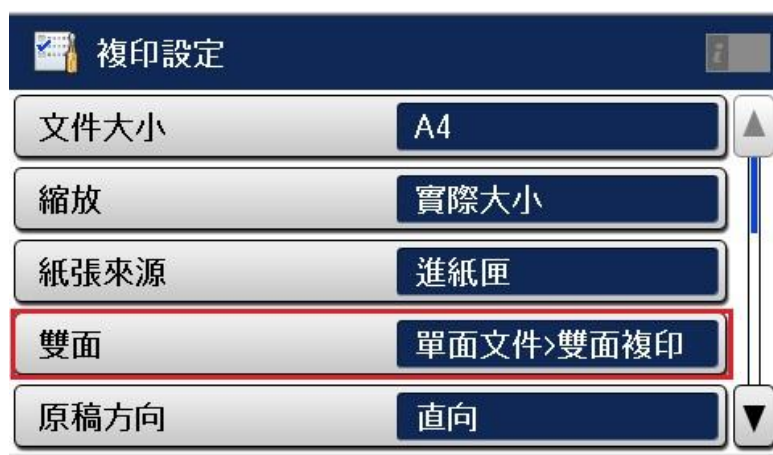 複印設定
文件大小 A4
縮放 實際大小
紙張來源 進紙匣
雙面 單面文件>雙面複印
原稿方向 直向